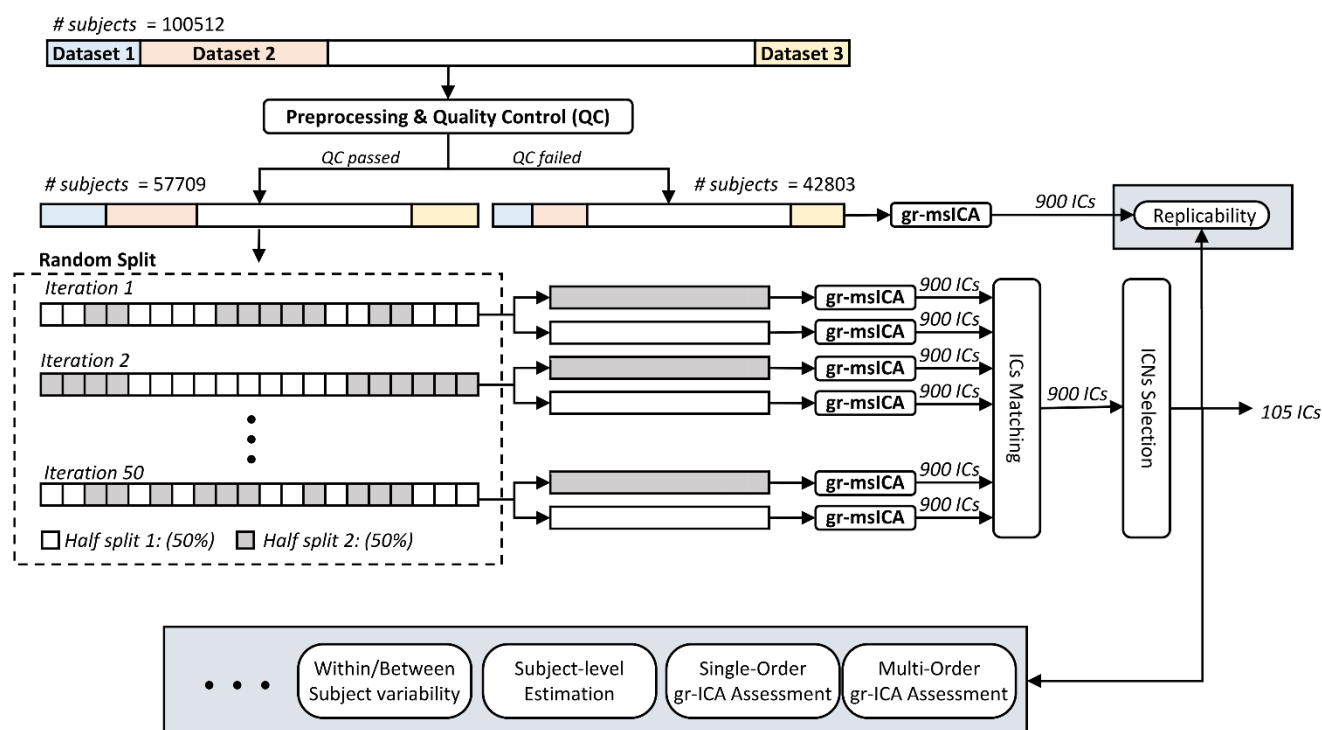 # subjects = 100512
Dataset 1 Dataset 2 Dataset 3
Preprocessing & Quality Control (QC)
QC passed QC failed
# subjects = 57709 # subjects = 42803
gr-msICA 900 ICs Replicability
Random Split
Iteration 1
900 ICs
gr-msICA
900 ICs
gr-msICA
Iteration 2
900 ICs
gr-msICA
900 ICs
gr-msICA
ICs Matching
900 ICs
ICNs Selection
105 ICs
Iteration 50
900 ICs
gr-msICA
900 ICs
gr-msICA
Half split 1: (50%) Half split 2: (50%)
Within/Between
Subject variability
Subject-level
Estimation
Single-Order
gr-ICA Assessment
Multi-Order
gr-ICA Assessment